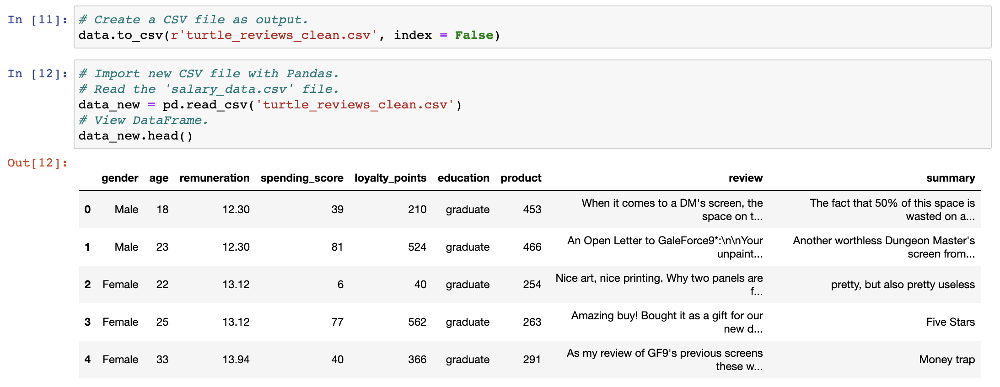 In [11]: # Create a CSV file as output.
data.to_csv(r'turtle_reviews_clean.csv', index = False)
In [12]: # Import new CSV file with Pandas.
# Read the 'salary_data.csv' file.
data_new = pd.read_csv('turtle_reviews_clean.csv')
# View DataFrame.
data_new.head()
Out[12]:
gender age remuneration spending_score loyalty_points education product review summary
0 Male 18 12.30 39 210 graduate 453 When it comes to a DM's screen, the space on t... The fact that 50% of this space is wasted on a...
1 Male 23 12.30 81 524 graduate 466 An Open Letter to GaleForce9*:\n\nYour unpaint... Another worthless Dungeon Master's screen from...
2 Female 22 13.12 6 40 graduate 254 Nice art, nice printing. Why two panels are f... pretty, but also pretty useless
3 Female 25 13.12 77 562 graduate 263 Amazing buy! Bought it as a gift for our new d... Five Stars
4 Female 33 13.94 40 366 graduate 291 As my review of GF9's previous screens these w... Money trap